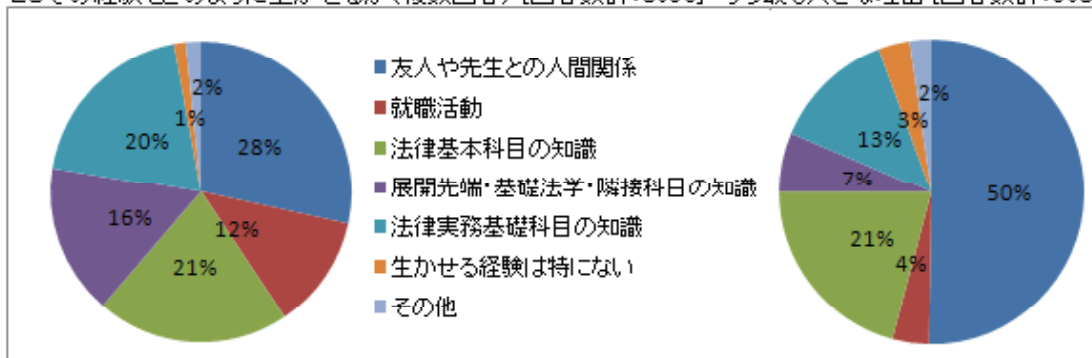 28%
12%
21%
16%
20%
1%
2%
友人や先生との人間関係
就職活動
法律基本科目の知識
展開先端・基礎法学・隣接科目の知識
法律実務基礎科目の知識
生かせる経験は特にない
その他
50%
4%
21%
7%
13%
3%
2%